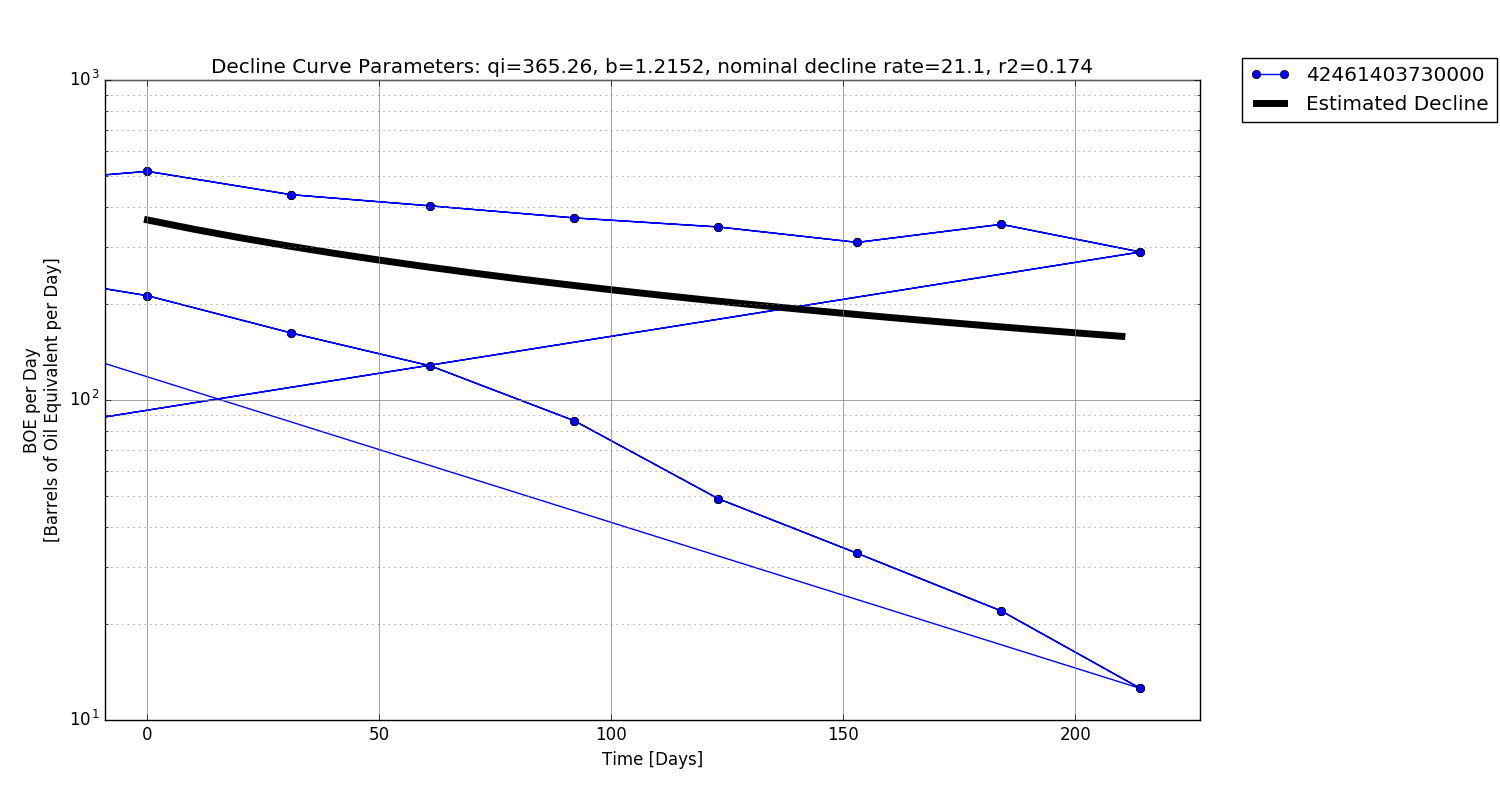 Decline Curve Parameters: qi=365.26, b=1.2152, nominal decline rate=21.1, r2=0.174
42461403730000
Estimated Decline
10³
10²
10¹
BOE per Day
[Barrels of Oil Equivalent per Day]
0 50 100 150 200
Time [Days]